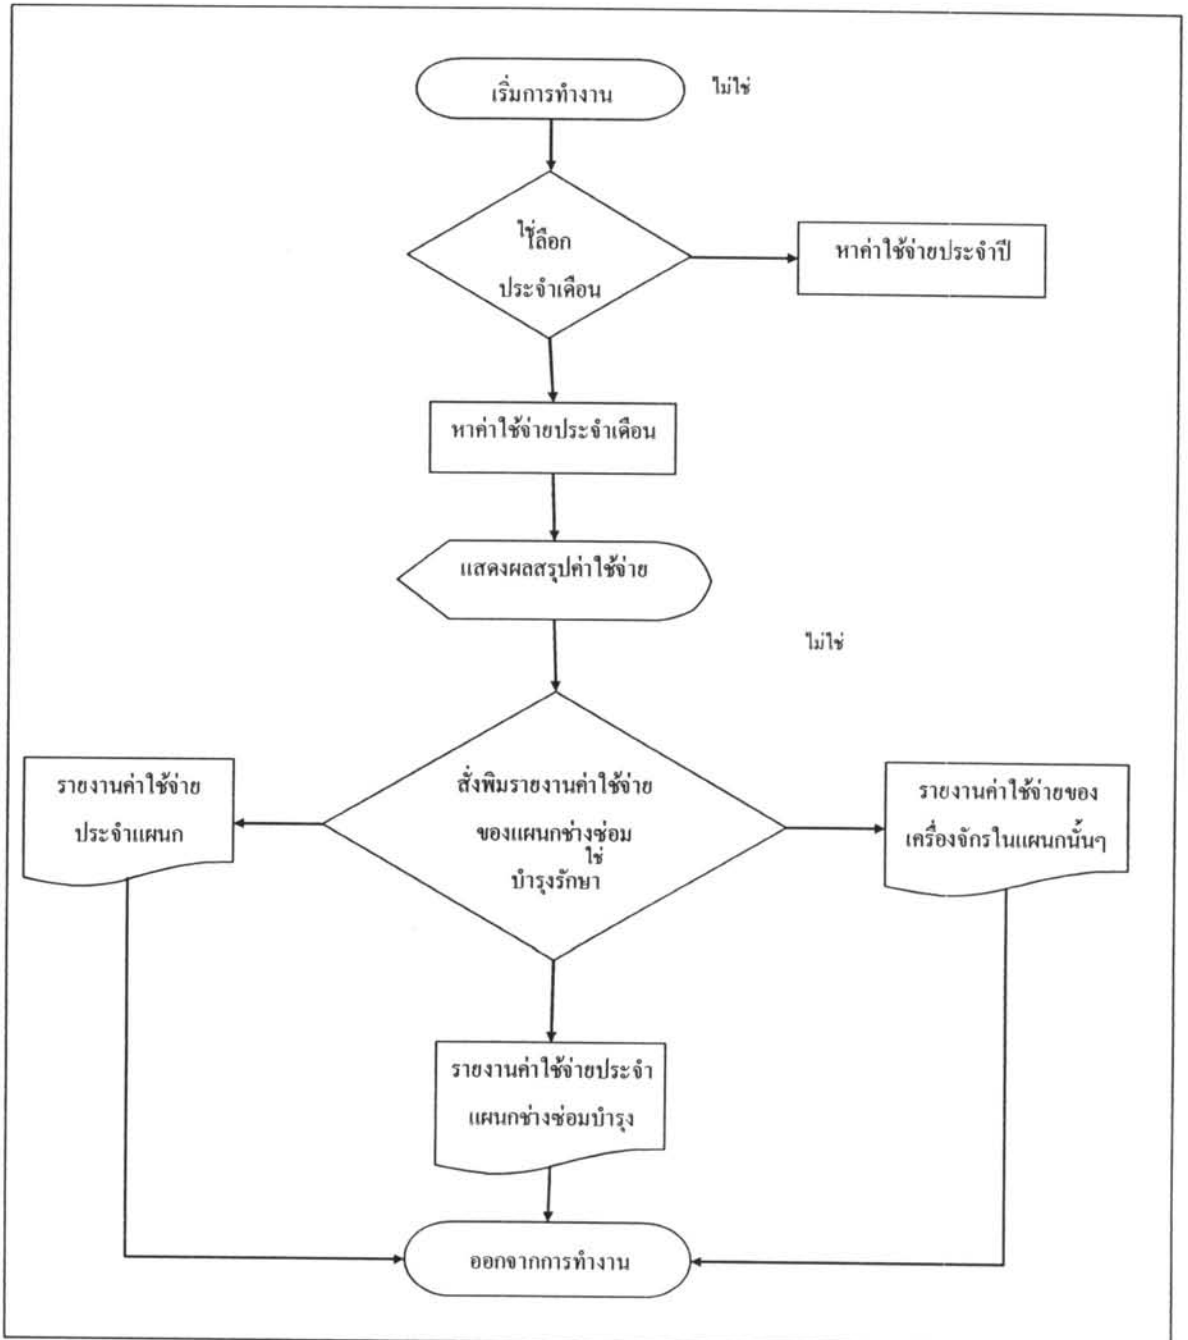 เริ่มการทำงาน
ไม่ใช่
ใช่
เลือก
ประจำเดือน
หาค่าใช้จ่ายประจำปี
หาค่าใช้จ่ายประจำเดือน
แสดงผลสรุปค่าใช้จ่าย
ไม่ใช่
รายงานค่าใช้จ่าย
ประจำแผนก
สั่งพิมรายงานค่าใช้จ่าย
ของแผนกช่างซ่อม
ใช่
บำรุงรักษา
รายงานค่าใช้จ่ายของ
เครื่องจักรในแผนกนั้นๆ
รายงานค่าใช้จ่ายประจำ
แผนกช่างซ่อมบำรุง
ออกจากการทำงาน